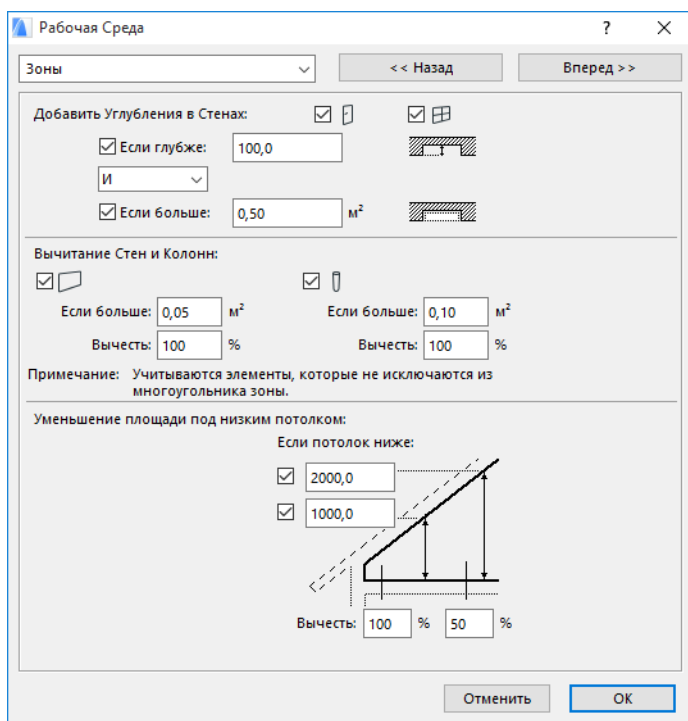 Рабочая Среда ?
Зоны << Назад Вперед >>
Добавить Углубления в Стенах:
Если глубже: 100,0
И
Если больше: 0,50 м²
Вычитание Стен и Колонн:
Если больше: 0,05 м² Если больше: 0,10 м²
Вычесть: 100 % Вычесть: 100 %
Примечание: Учитываются элементы, которые не исключаются из
многоугольника зоны.
Уменьшение площади под низким потолком:
Если потолок ниже:
2000,0
1000,0
Вычесть: 100 % 50 %
Отменить OK